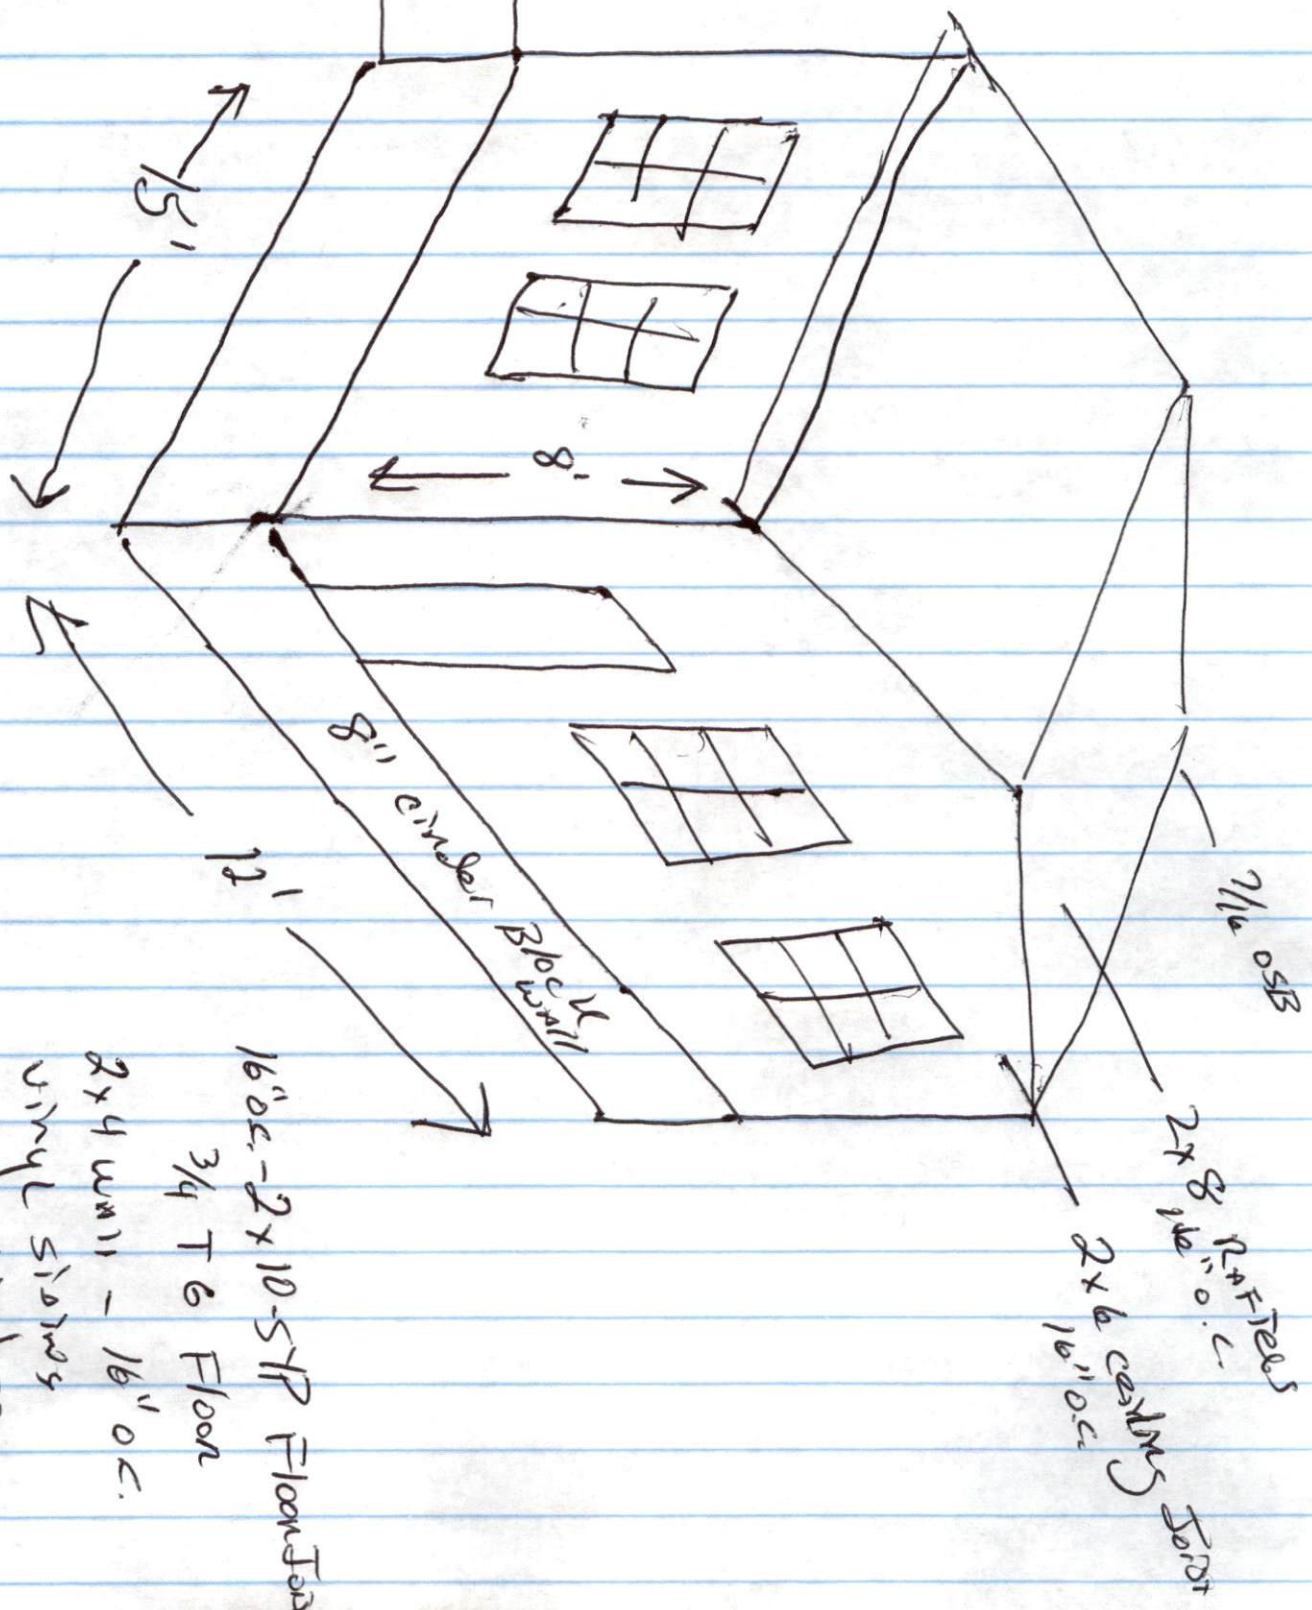 7/16 OSB
2x8 RAFTERS
16" O.C.
2x6 ceiling Joist
16" O.C.
8'
15'
8" cinder Block
WALL
12'
16" O.C. - 2x10 - SYP Floor Jois
3/4 T G Floor
2x4 WALL - 16" O.C.
Vinyl Siding